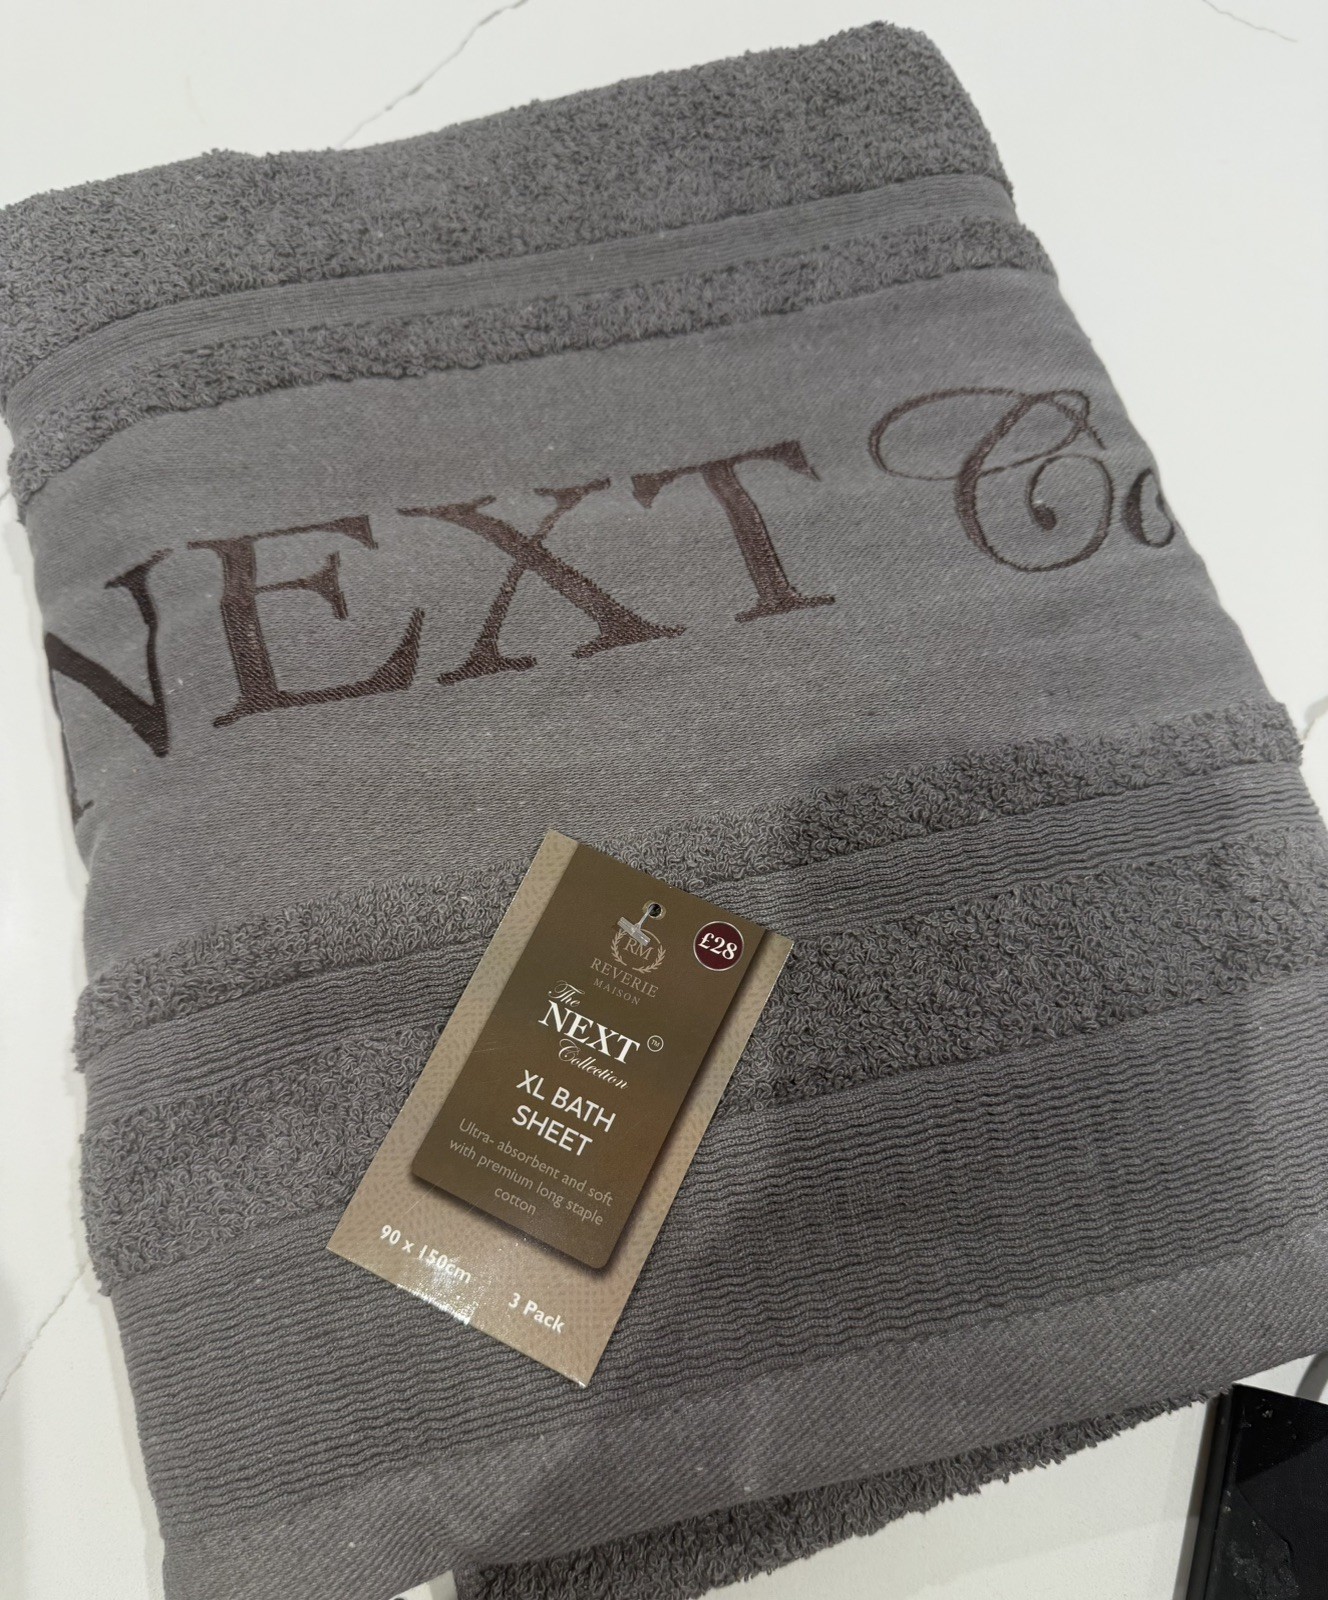 NEXT Co
£28
RM
REVERIE
MAISON
The
NEXT ™
Collection
XL BATH
SHEET
Ultra- absorbent and soft
with premium long staple
cotton
90 x 150cm
3 Pack